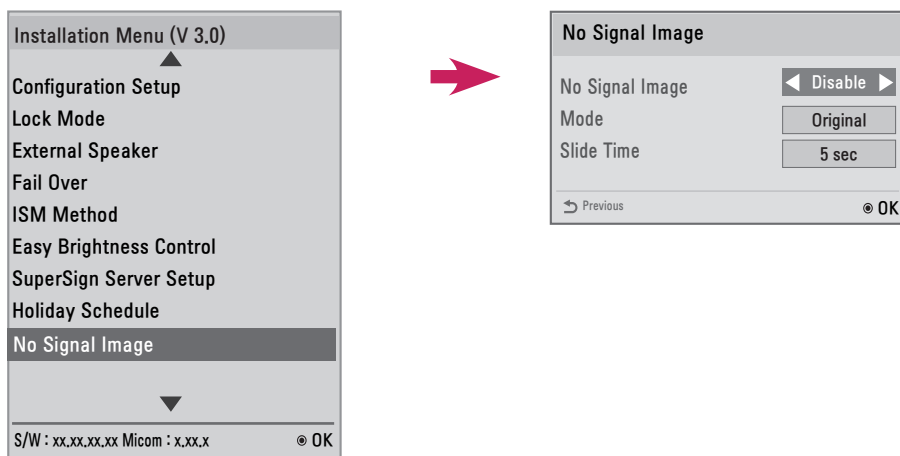 Installation Menu (V 3.0)
Configuration Setup
Lock Mode
External Speaker
Fail Over
ISM Method
Easy Brightness Control
SuperSign Server Setup
Holiday Schedule
No Signal Image
S/W : xx.xx.xx.xx Micom : x.xx.x OK
No Signal Image
No Signal Image Disable
Mode Original
Slide Time 5 sec
Previous OK